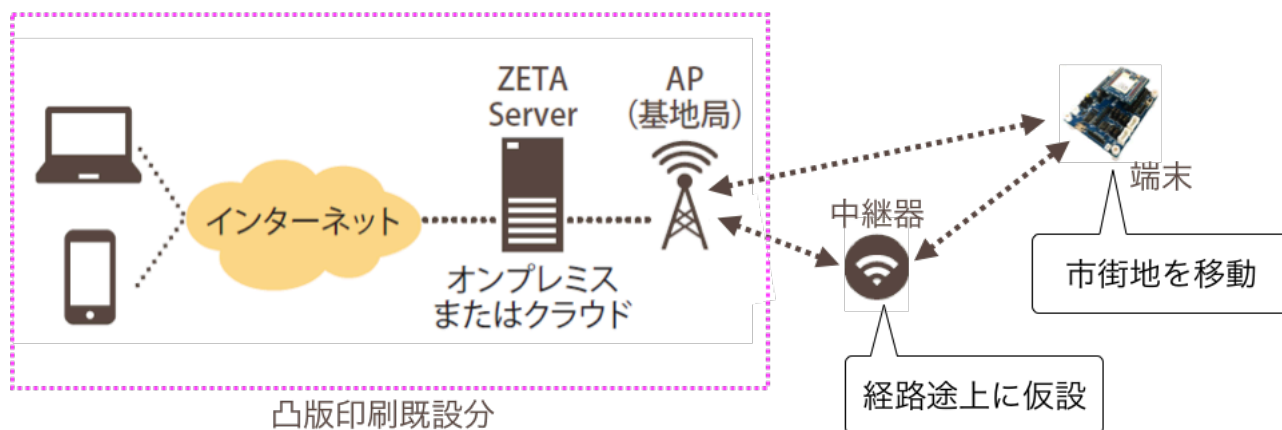 ZETA
Server
AP
（基地局）
端末
インターネット
中継器
市街地を移動
オンプレミス
またはクラウド
経路途上に仮設
凸版印刷既設分